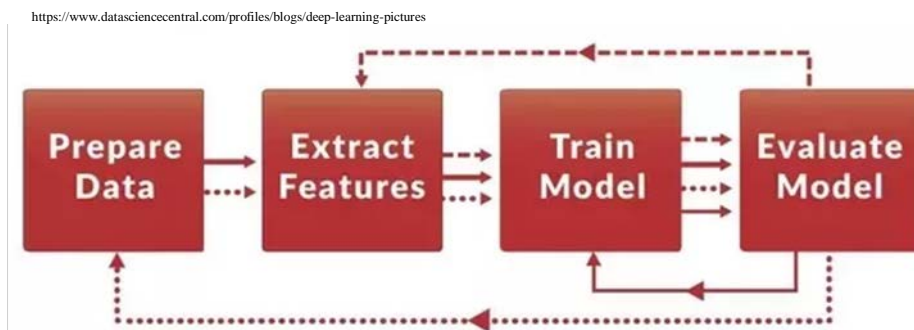 https://www.datasciencecentral.com/profiles/blogs/deep-learning-pictures
Prepare
Data
Extract
Features
Train
Model
Evaluate
Model